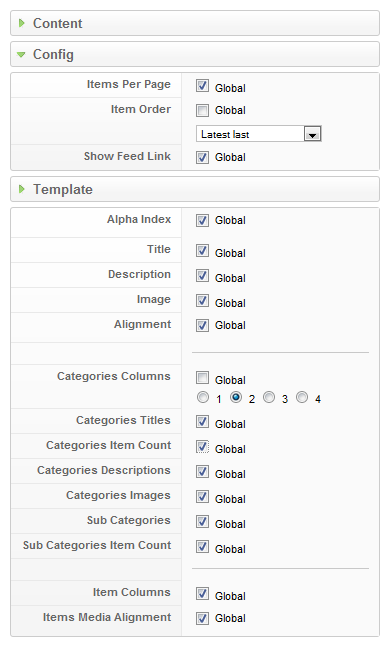 Content
Config
Items Per Page Global
Item Order Global
Latest last
Show Feed Link Global
Template
Alpha Index Global
Title Global
Description Global
Image Global
Alignment Global
Categories Columns Global
1 2 3 4
Categories Titles Global
Categories Item Count Global
Categories Descriptions Global
Categories Images Global
Sub Categories Global
Sub Categories Item Count Global
Item Columns Global
Items Media Alignment Global